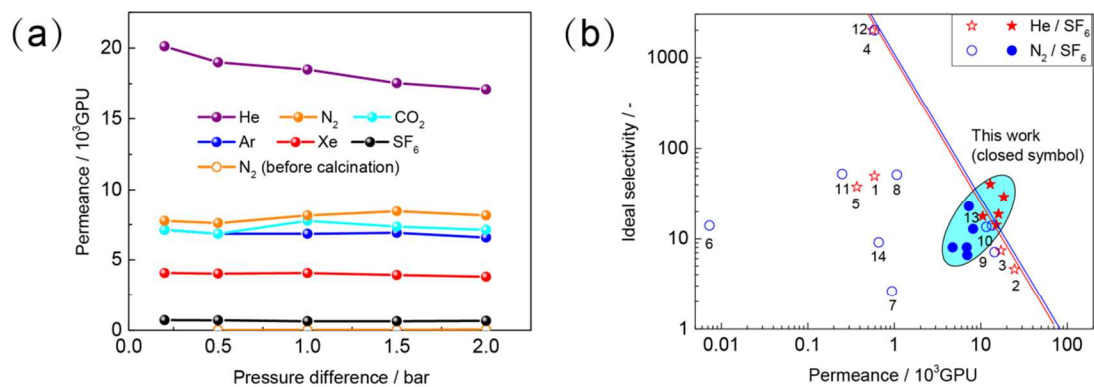 (a)
Permeance / 10³GPU
20
15
10
5
0
He N₂ CO₂
Ar Xe SF₆
N₂ (before calcination)
0.0 0.5 1.0 1.5 2.0
Pressure difference / bar
(b)
Ideal selectivity / -
1000
100
10
1
He / SF₆
N₂ / SF₆
This work
(closed symbol)
12
4
11 5 1 8
13
6 14 10
9 3
7 2
0.01 0.1 1 10 100
Permeance / 10³GPU